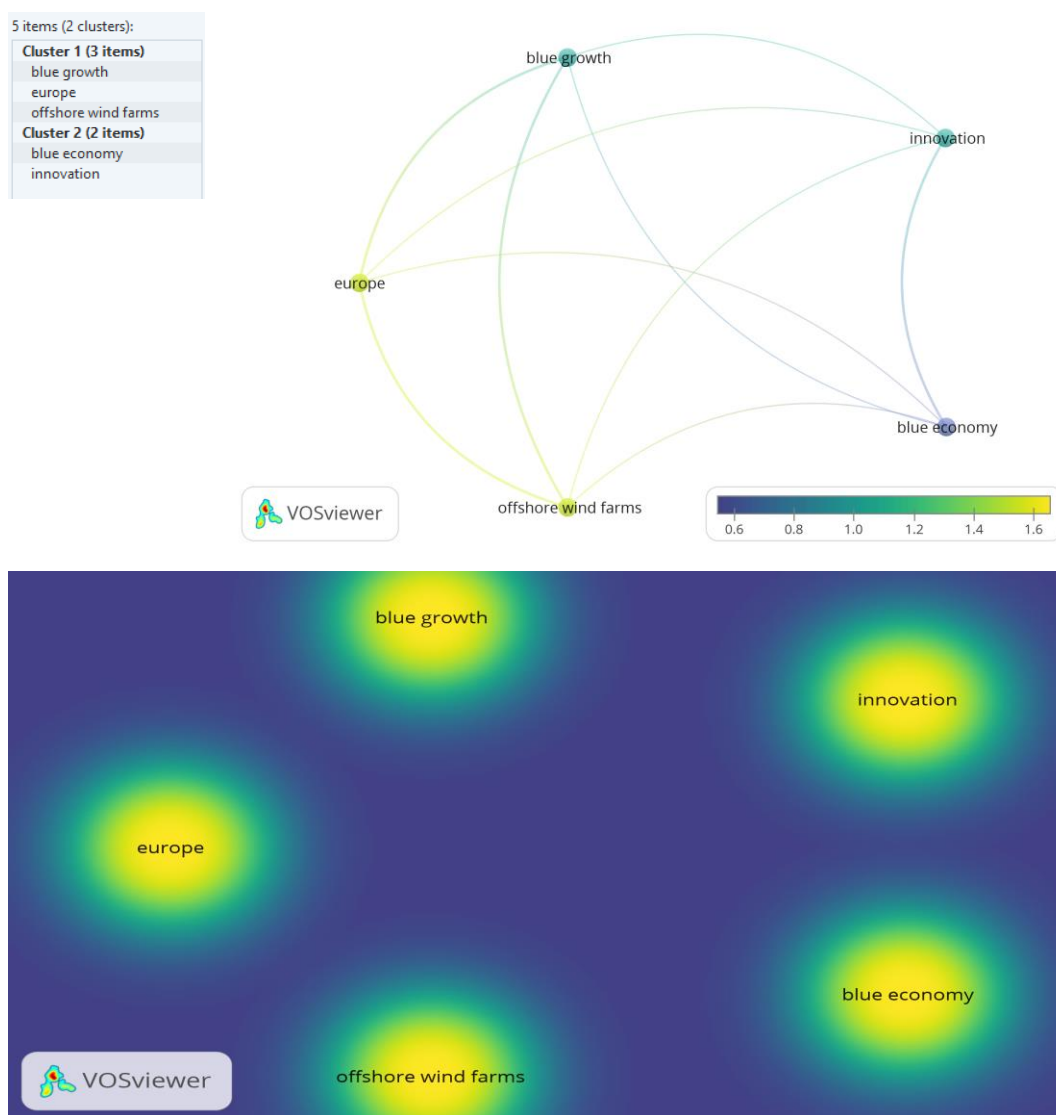 5 items (2 clusters):
Cluster 1 (3 items)
blue growth
europe
offshore wind farms
Cluster 2 (2 items)
blue economy
innovation
blue growth
innovation
europe
blue economy
offshore wind farms
VOSviewer
0.6 0.8 1.0 1.2 1.4 1.6
blue growth
innovation
europe
blue economy
offshore wind farms
VOSviewer